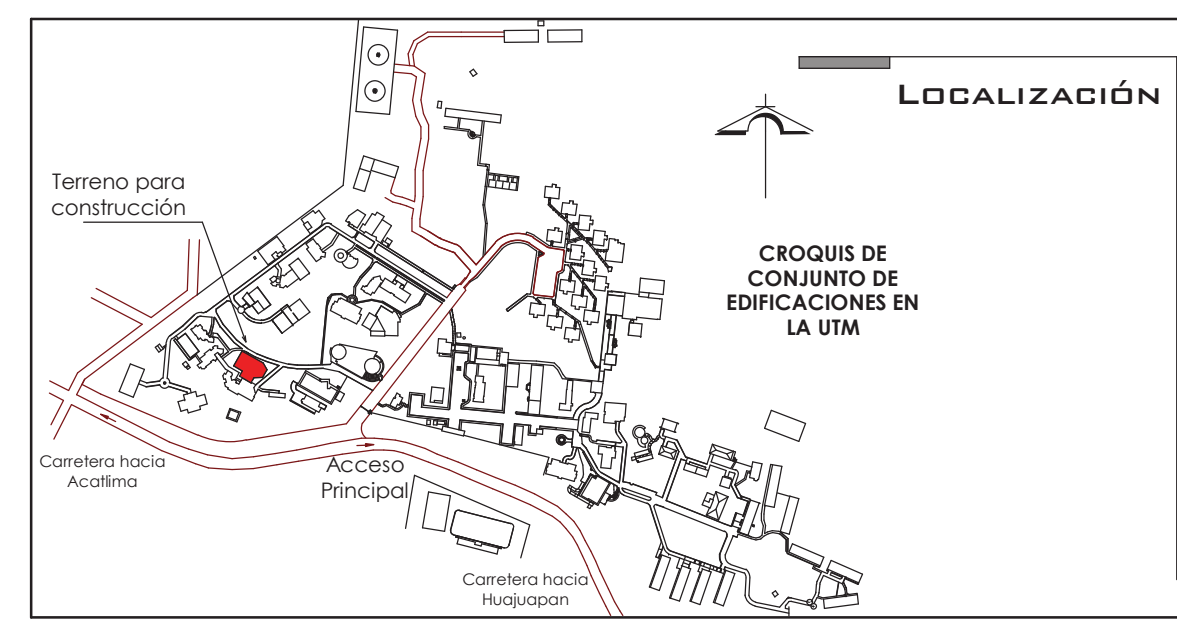 LOCALIZACIÓN
Terreno para
construcción
CROQUIS DE
CONJUNTO DE
EDIFICACIONES EN
LA UTM
Carretera hacia
Acatlima
Acceso
Principal
Carretera hacia
Huajuapan